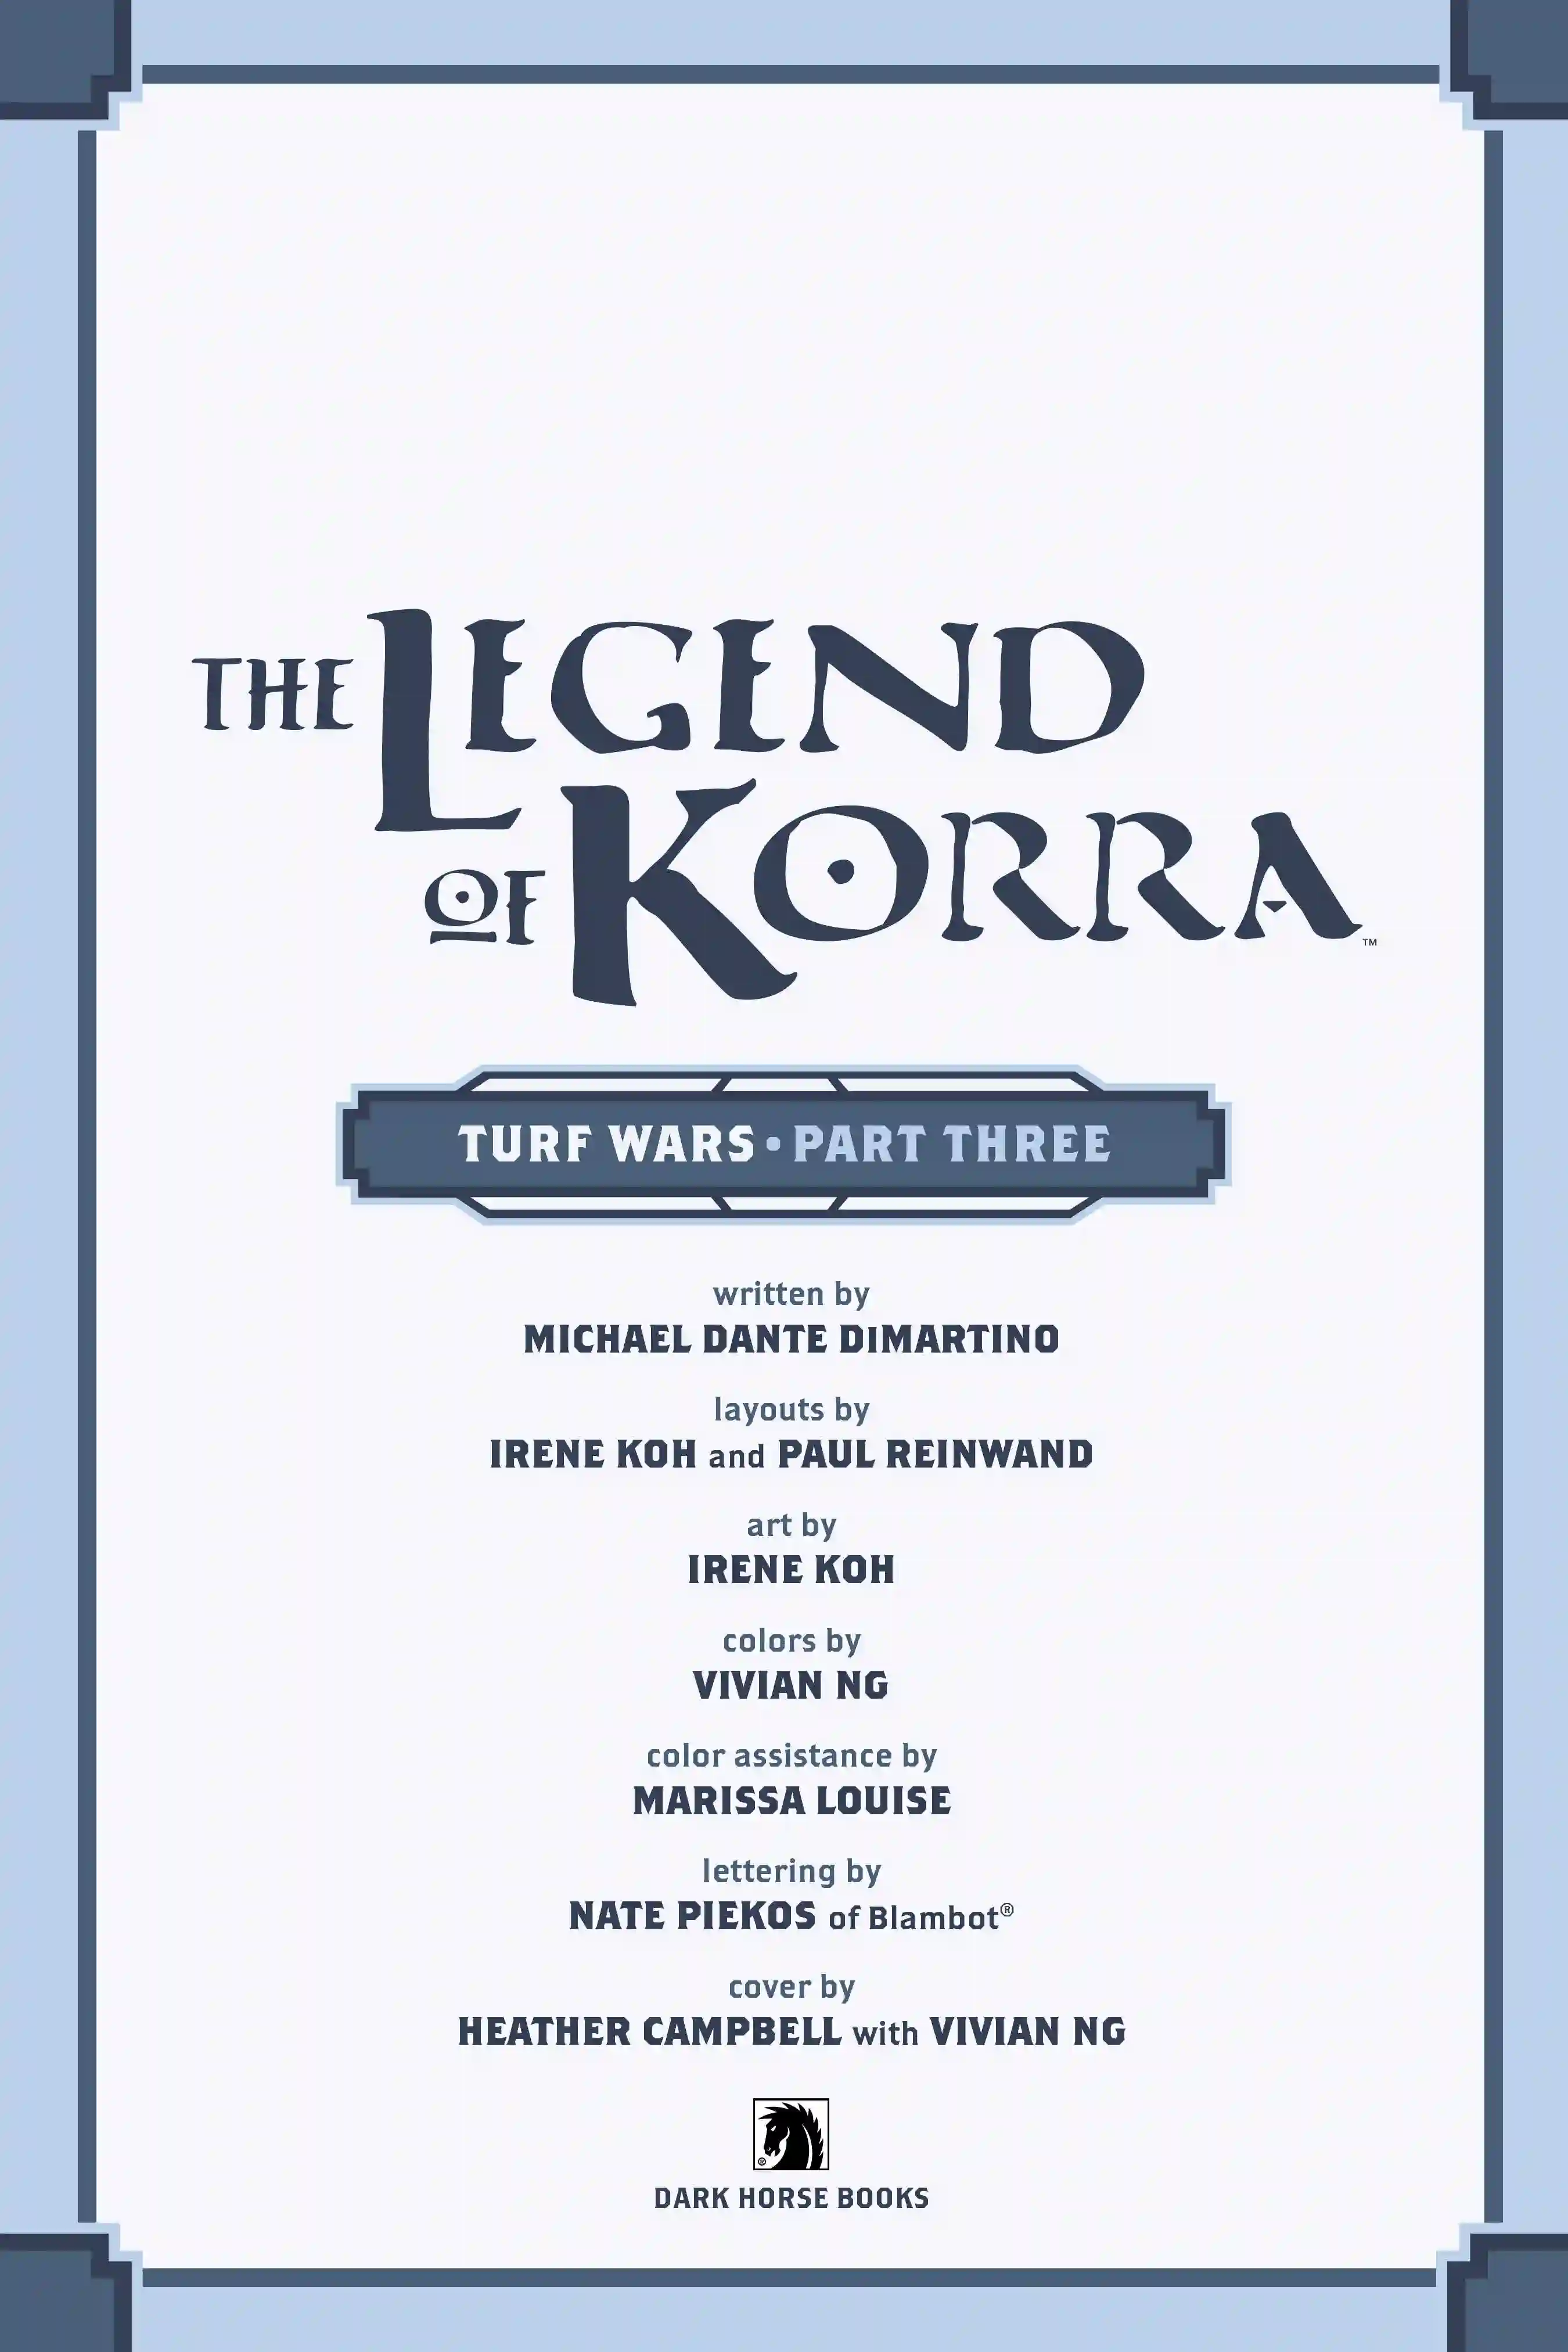 THE LEGEND
OF KORRA™
TURF WARS • PART THREE
written by
MICHAEL DANTE DiMARTINO
layouts by
IRENE KOH and PAUL REINWAND
art by
IRENE KOH
colors by
VIVIAN NG
color assistance by
MARISSA LOUISE
lettering by
NATE PIEKOS of Blambot®
cover by
HEATHER CAMPBELL with VIVIAN NG
®
DARK HORSE BOOKS